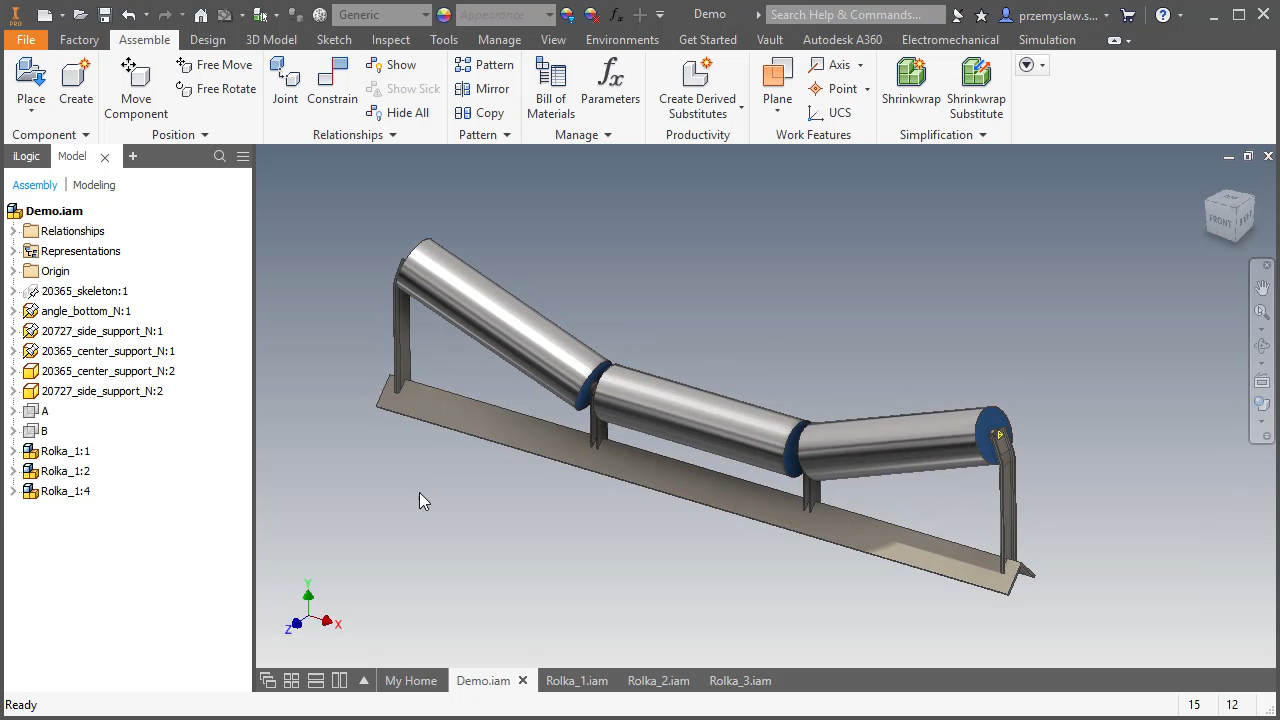 PRO
Generic
Appearance
Demo
Search Help & Commands...
przemyslaw.s...
File
Factory
Assemble
Design
3D Model
Sketch
Inspect
Tools
Manage
View
Environments
Get Started
Vault
Autodesk A360
Electromechanical
Simulation
Place
Create
Component
Move Component
Free Move
Free Rotate
Position
Joint
Constrain
Show
Show Sick
Hide All
Relationships
Pattern
Mirror
Copy
Pattern
Bill of Materials
Parameters
Manage
Create Derived Substitutes
Productivity
Plane
Axis
Point
UCS
Work Features
Shrinkwrap
Shrinkwrap Substitute
Simplification
iLogic
Model
Assembly
Modeling
Demo.iam
Relationships
Representations
Origin
20365_skeleton:1
angle_bottom_N:1
20727_side_support_N:1
20365_center_support_N:1
20365_center_support_N:2
20727_side_support_N:2
A
B
Rolka_1:1
Rolka_1:2
Rolka_1:4
FRONT
Y
X
Z
My Home
Demo.iam
Rolka_1.iam
Rolka_2.iam
Rolka_3.iam
Ready
15
12